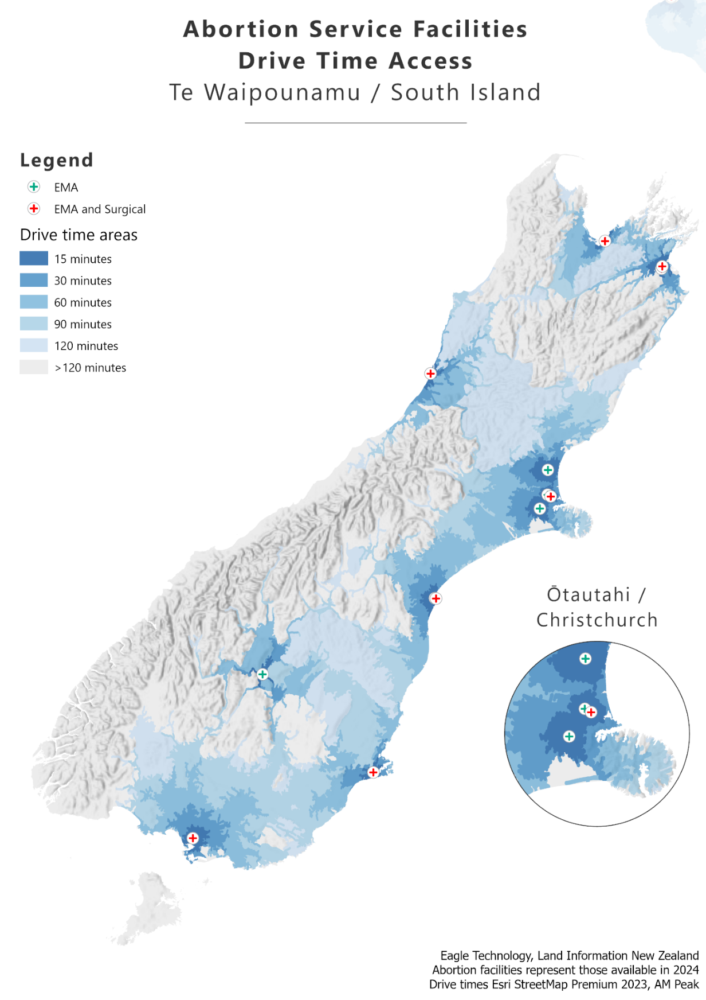 Abortion Service Facilities
Drive Time Access
Te Waipounamu / South Island
Legend
EMA
EMA and Surgical
Drive time areas
15 minutes
30 minutes
60 minutes
90 minutes
120 minutes
>120 minutes
Ōtautahi /
Christchurch
Eagle Technology, Land Information New Zealand
Abortion facilities represent those available in 2024
Drive times Esri StreetMap Premium 2023, AM Peak